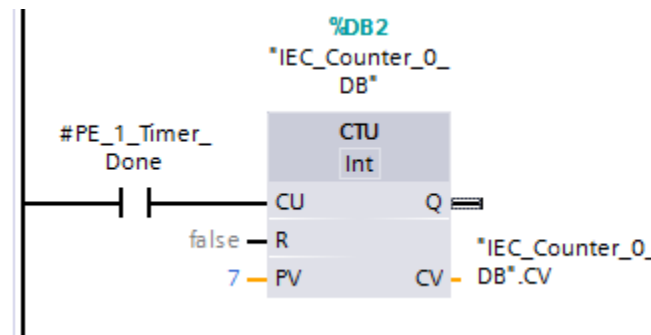 %DB2
"IEC_Counter_0_
DB"
#PE_1_Timer_
Done
CTU
Int
CU
Q
false
R
"IEC_Counter_0_
7
PV
CV
DB".CV